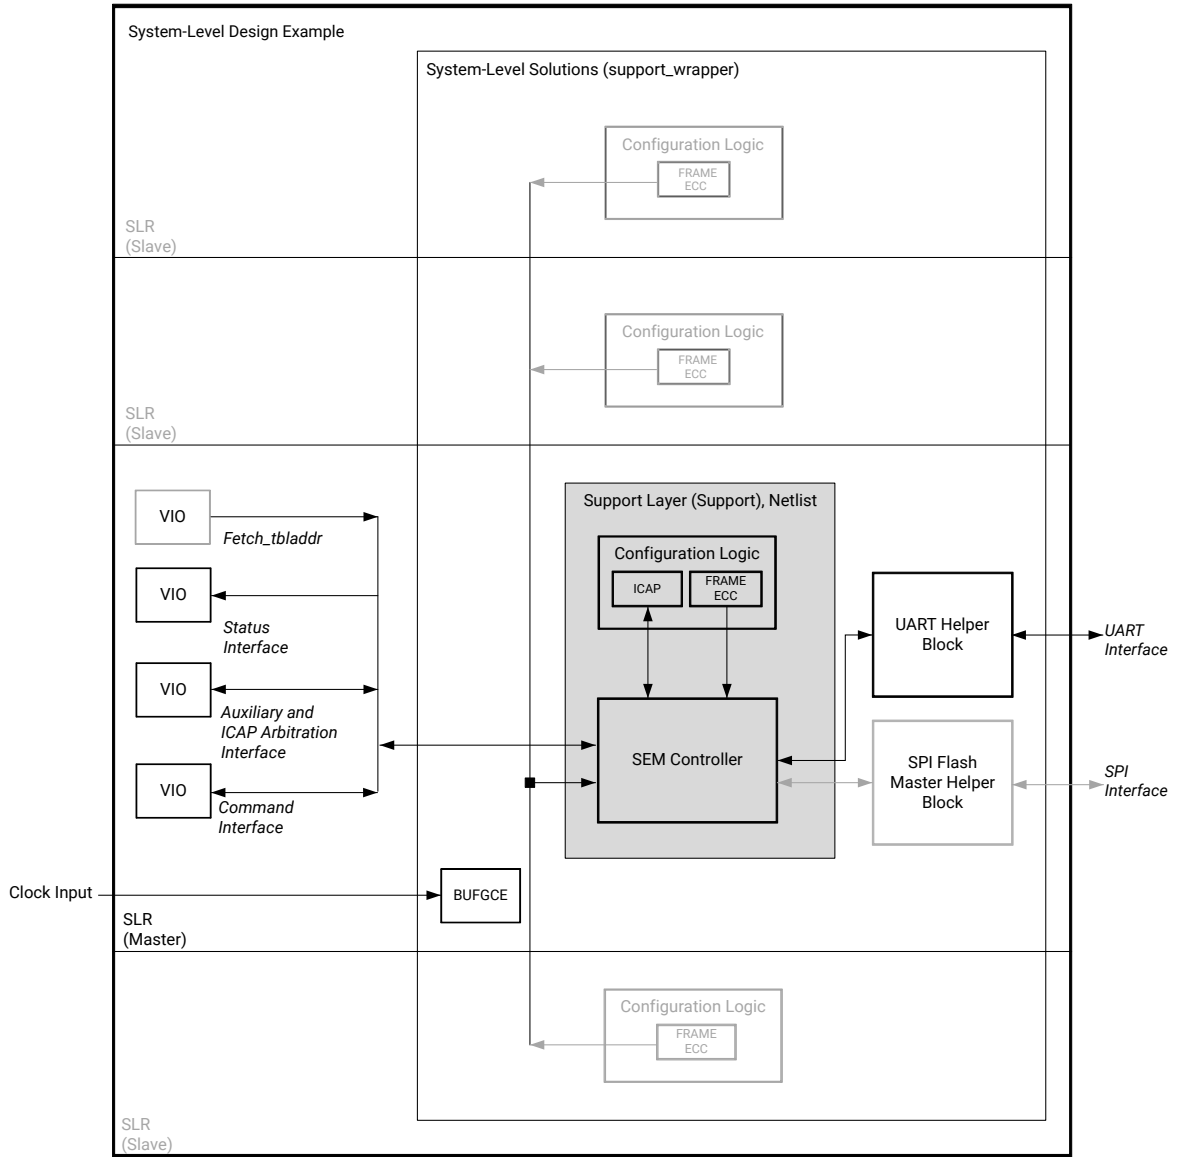 System-Level Design Example
System-Level Solutions (support_wrapper)
Configuration Logic
FRAME
ECC
SLR
(Slave)
Configuration Logic
FRAME
ECC
SLR
(Slave)
VIO
Fetch_tbladdr
VIO
Status
Interface
VIO
Auxiliary and
ICAP Arbitration
Interface
VIO
Command
Interface
Support Layer (Support), Netlist
Configuration Logic
ICAP
FRAME
ECC
SEM Controller
UART Helper
Block
UART
Interface
SPI Flash
Master Helper
Block
SPI
Interface
Clock Input
BUFGCE
SLR
(Master)
Configuration Logic
FRAME
ECC
SLR
(Slave)